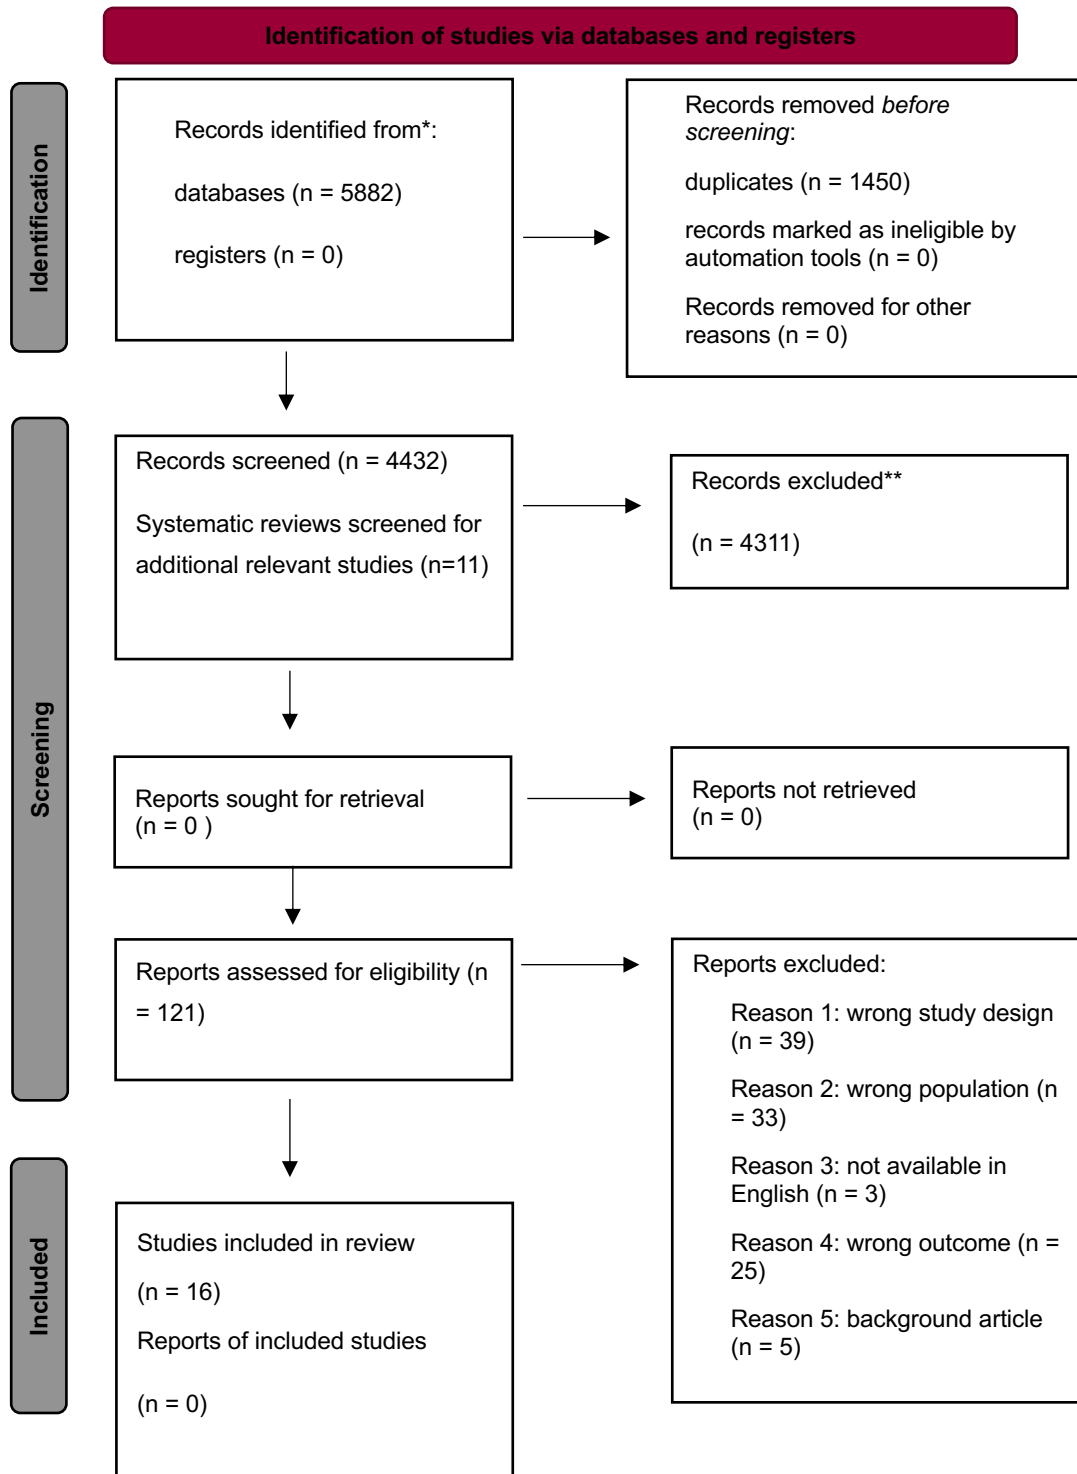 Identification of studies via databases and registers
Identification
Records identified from*:
databases (n = 5882)
registers (n = 0)
Records removed before
screening:
duplicates (n = 1450)
records marked as ineligible by
automation tools (n = 0)
Records removed for other
reasons (n = 0)
Screening
Records screened (n = 4432)
Systematic reviews screened for
additional relevant studies (n=11)
Records excluded**
(n = 4311)
Reports sought for retrieval
(n = 0 )
Reports not retrieved
(n = 0)
Reports assessed for eligibility (n
= 121)
Reports excluded:
Reason 1: wrong study design
(n = 39)
Reason 2: wrong population (n
= 33)
Reason 3: not available in
English (n = 3)
Reason 4: wrong outcome (n =
25)
Reason 5: background article
(n = 5)
Included
Studies included in review
(n = 16)
Reports of included studies
(n = 0)